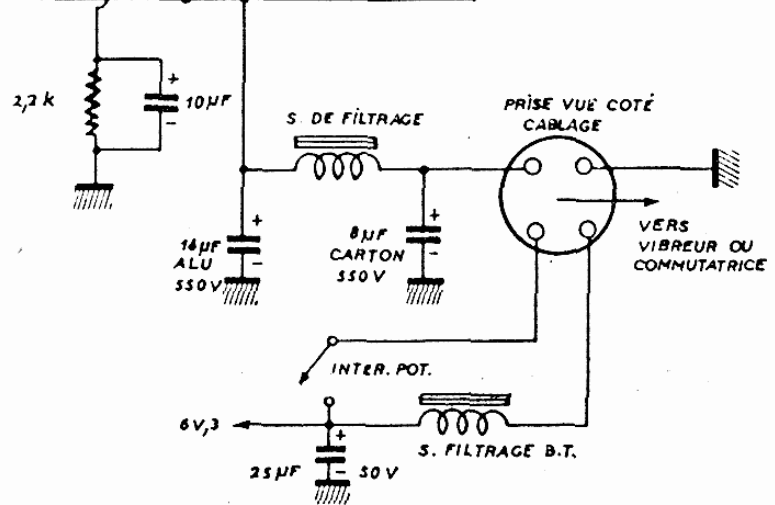 2,2 k
+
10µF
-
S. DE FILTRAGE
PRISE VUE COTÉ
CABLAGE
+
16µF
ALU
-
550V
+
8µF
CARTON
-
550V
VERS
VIBREUR OU
COMMUTATRICE
INTER. POT.
6V,3
+
25µF
-
50V
S. FILTRAGE B.T.